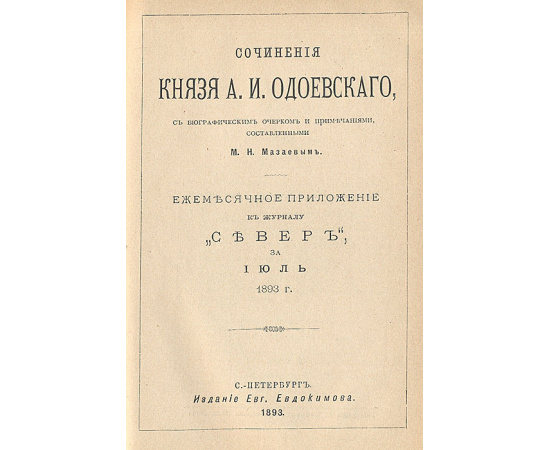 СОЧИНЕНІЯ
КНЯЗЯ А. И. ОДОЕВСКАГО,
СЪ БІОГРАФИЧЕСКИМЪ ОЧЕРКОМЪ И ПРИМѢЧАНІЯМИ,
СОСТАВЛЕННЫМИ
М. Н. Мазаевымъ.
ЕЖЕМѢСЯЧНОЕ ПРИЛОЖЕНІЕ
КЪ ЖУРНАЛУ
„СѢВЕРЪ“,
ЗА
ІЮЛЬ
1893 г.
С.-ПЕТЕРБУРГЪ.
Изданіе Евг. Евдокимова.
1893.